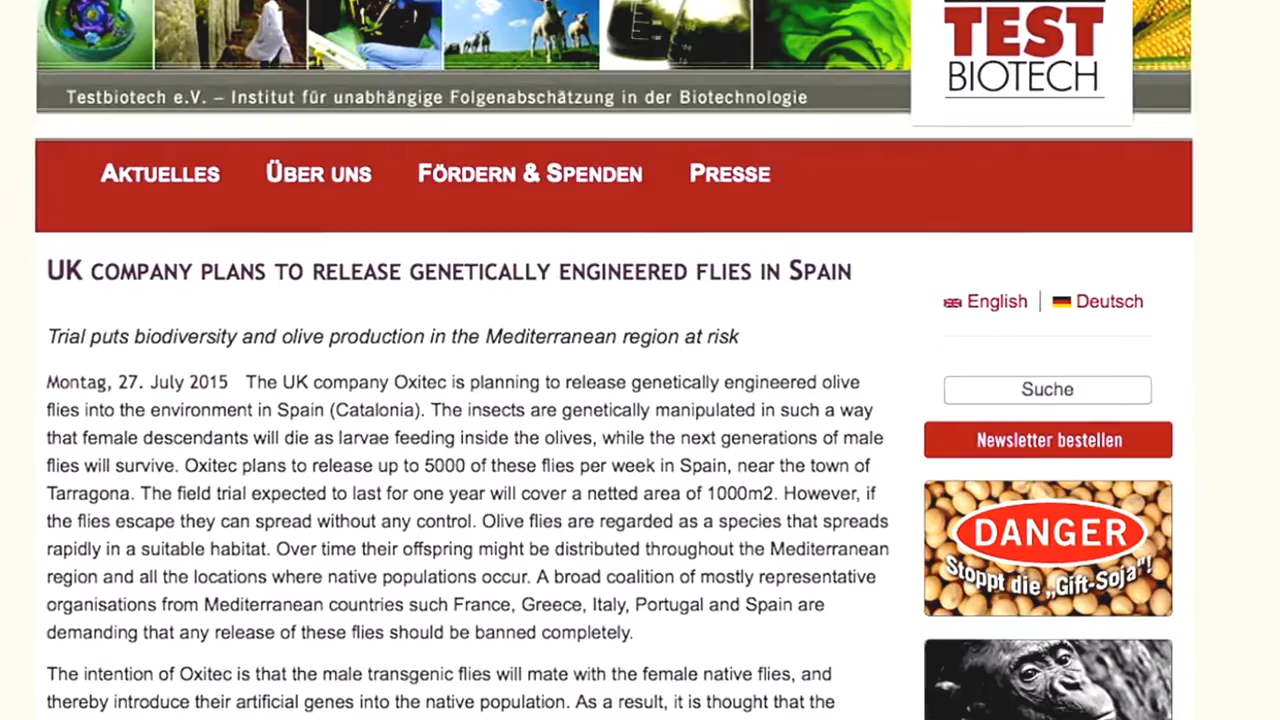 TEST
BIOTECH
Testbiotech e.V. – Institut für unabhängige Folgenabschätzung in der Biotechnologie
AKTUELLES ÜBER UNS FÖRDERN & SPENDEN PRESSE
UK COMPANY PLANS TO RELEASE GENETICALLY ENGINEERED FLIES IN SPAIN
English | Deutsch
Trial puts biodiversity and olive production in the Mediterranean region at risk
Montag, 27. July 2015 The UK company Oxitec is planning to release genetically engineered olive
flies into the environment in Spain (Catalonia). The insects are genetically manipulated in such a way
that female descendants will die as larvae feeding inside the olives, while the next generations of male
flies will survive. Oxitec plans to release up to 5000 of these flies per week in Spain, near the town of
Tarragona. The field trial expected to last for one year will cover a netted area of 1000m2. However, if
the flies escape they can spread without any control. Olive flies are regarded as a species that spreads
rapidly in a suitable habitat. Over time their offspring might be distributed throughout the Mediterranean
region and all the locations where native populations occur. A broad coalition of mostly representative
organisations from Mediterranean countries such France, Greece, Italy, Portugal and Spain are
demanding that any release of these flies should be banned completely.
The intention of Oxitec is that the male transgenic flies will mate with the female native flies, and
thereby introduce their artificial genes into the native population. As a result, it is thought that the
Suche
Newsletter bestellen
DANGER
Stoppt die „Gift-Soja"!